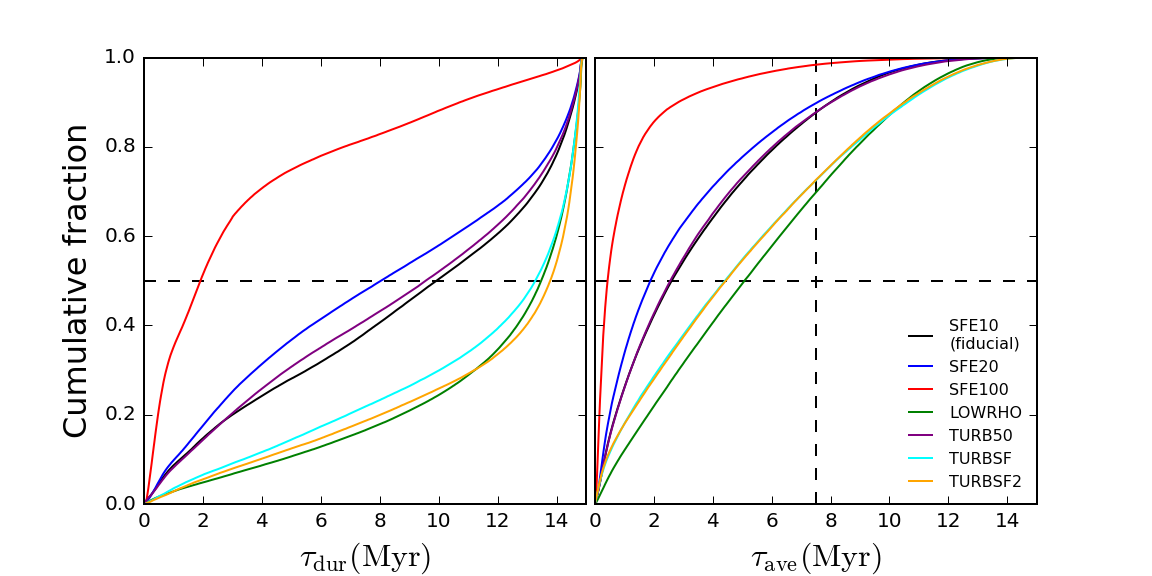 Cumulative fraction
1.0
0.8
0.6
0.4
0.2
0.0
0 2 4 6 8 10 12 14
τ_dur(Myr)
0 2 4 6 8 10 12 14
τ_ave(Myr)
SFE10
(fiducial)
SFE20
SFE100
LOWRHO
TURB50
TURBSF
TURBSF2